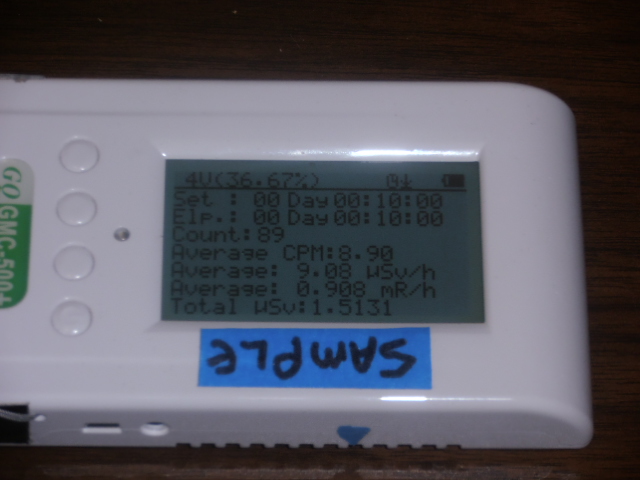 4V(36.67%)
Set : 00 Day 00:10:00
Elp.: 00 Day 00:10:00
Count:89
Average CPM:8.90
Average: 9.08 µSv/h
Average: 0.908 mR/h
Total µSv:1.5131
SAMPLE
GQ GMC-500+